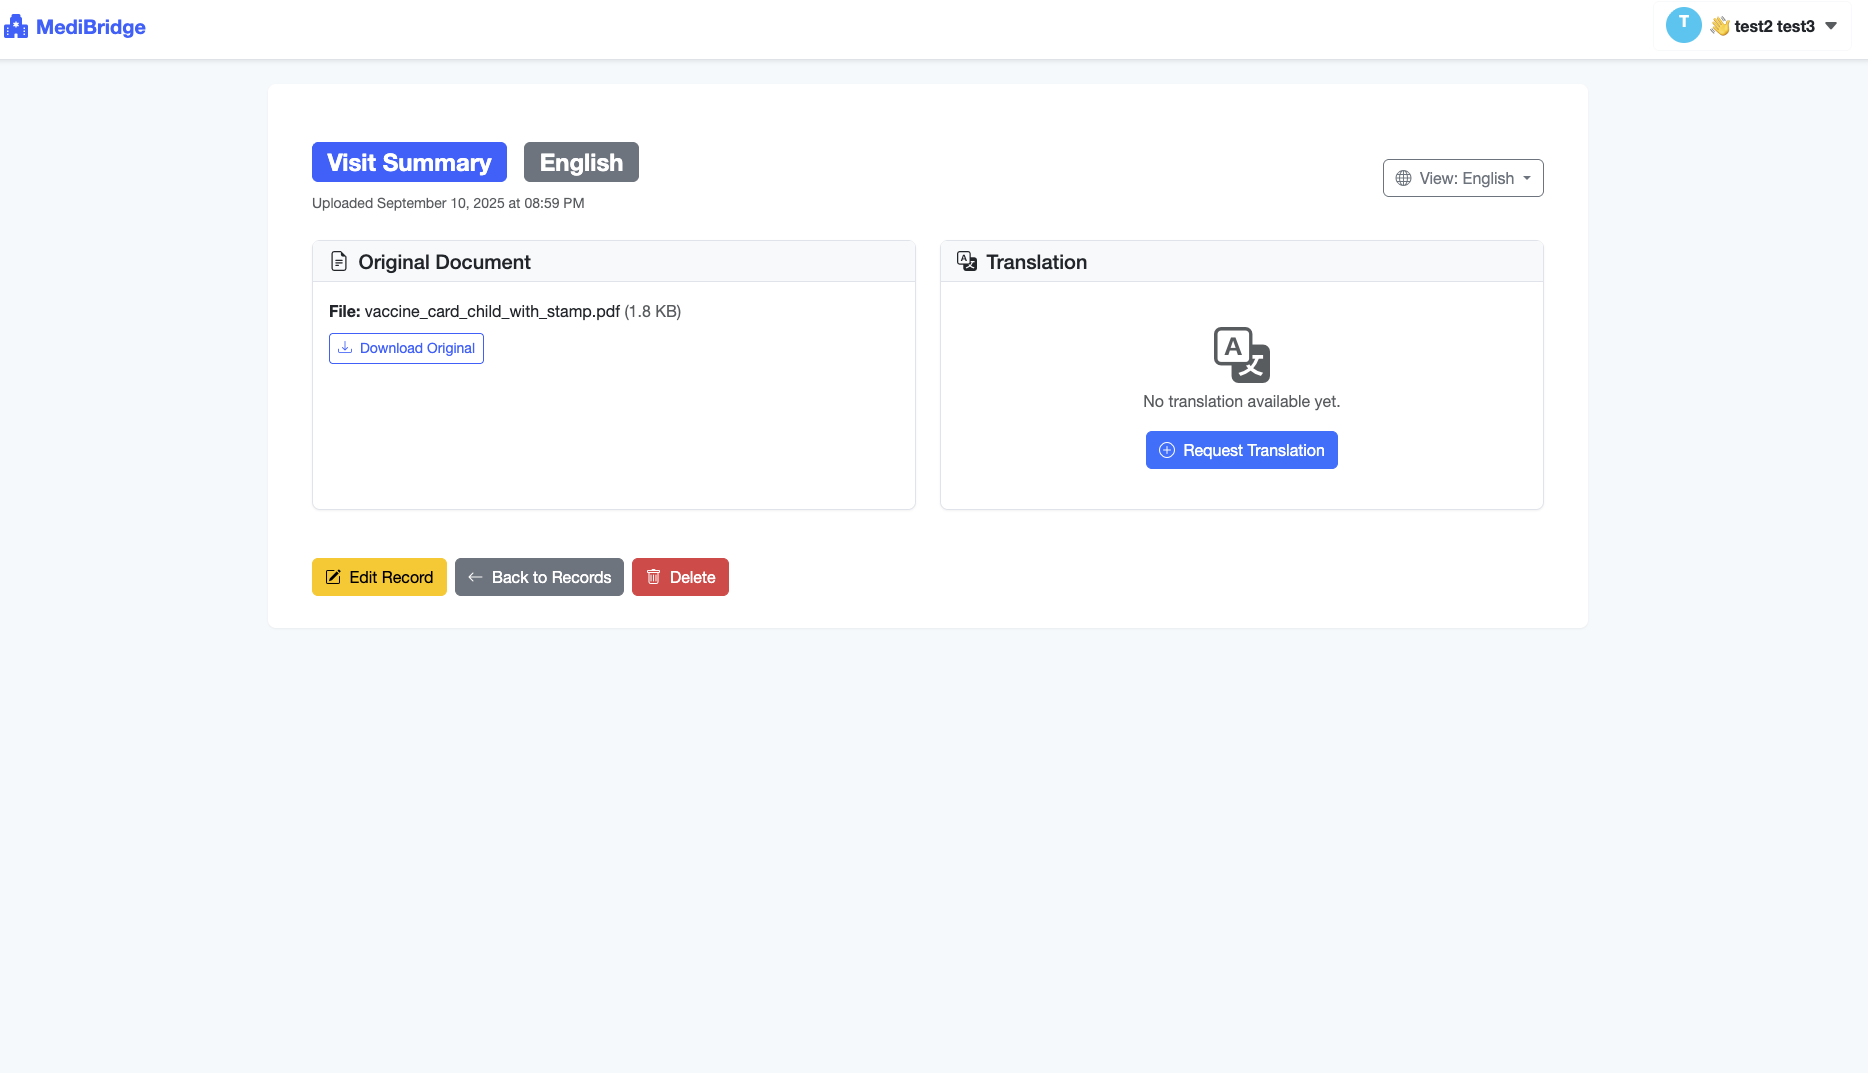 MediBridge
T
👋 test2 test3
Visit Summary English
Uploaded September 10, 2025 at 08:59 PM
View: English
Original Document
File: vaccine_card_child_with_stamp.pdf (1.8 KB)
Download Original
Translation
A文
No translation available yet.
Request Translation
Edit Record
Back to Records
Delete